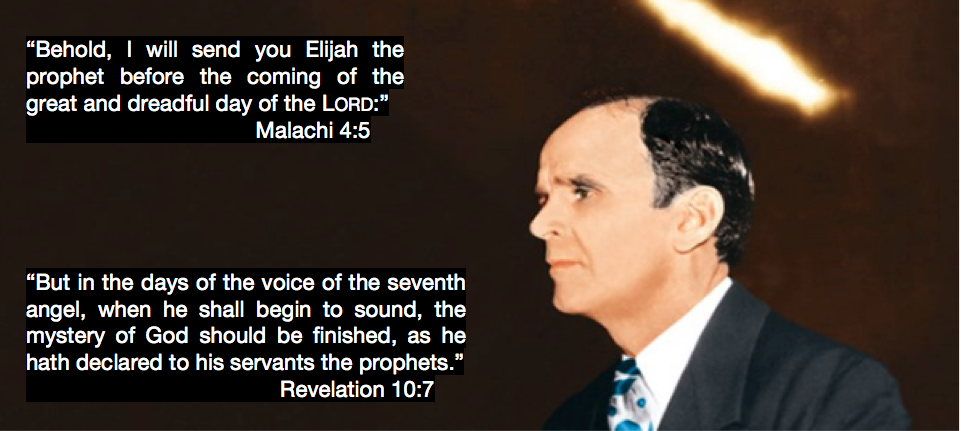 “Behold, I will send you Elijah the
prophet before the coming of the
great and dreadful day of the LORD:”
Malachi 4:5
“But in the days of the voice of the seventh
angel, when he shall begin to sound, the
mystery of God should be finished, as he
hath declared to his servants the prophets.”
Revelation 10:7